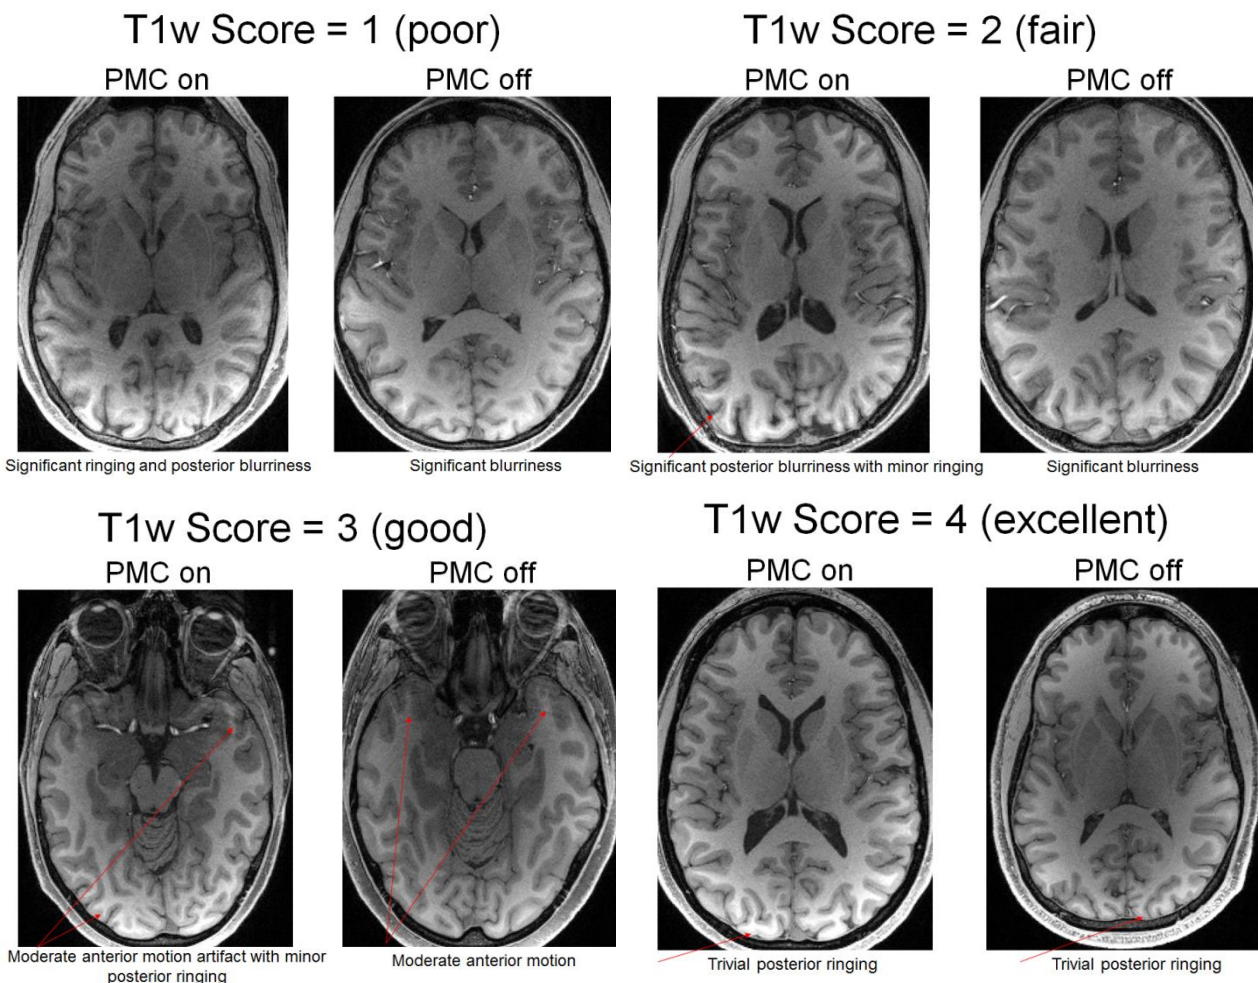 T1w Score = 1 (poor)
PMC on
PMC off
Significant ringing and posterior blurriness
Significant blurriness
T1w Score = 2 (fair)
PMC on
PMC off
Significant posterior blurriness with minor ringing
Significant blurriness
T1w Score = 3 (good)
PMC on
PMC off
Moderate anterior motion artifact with minor
posterior ringing
Moderate anterior motion
T1w Score = 4 (excellent)
PMC on
PMC off
Trivial posterior ringing
Trivial posterior ringing